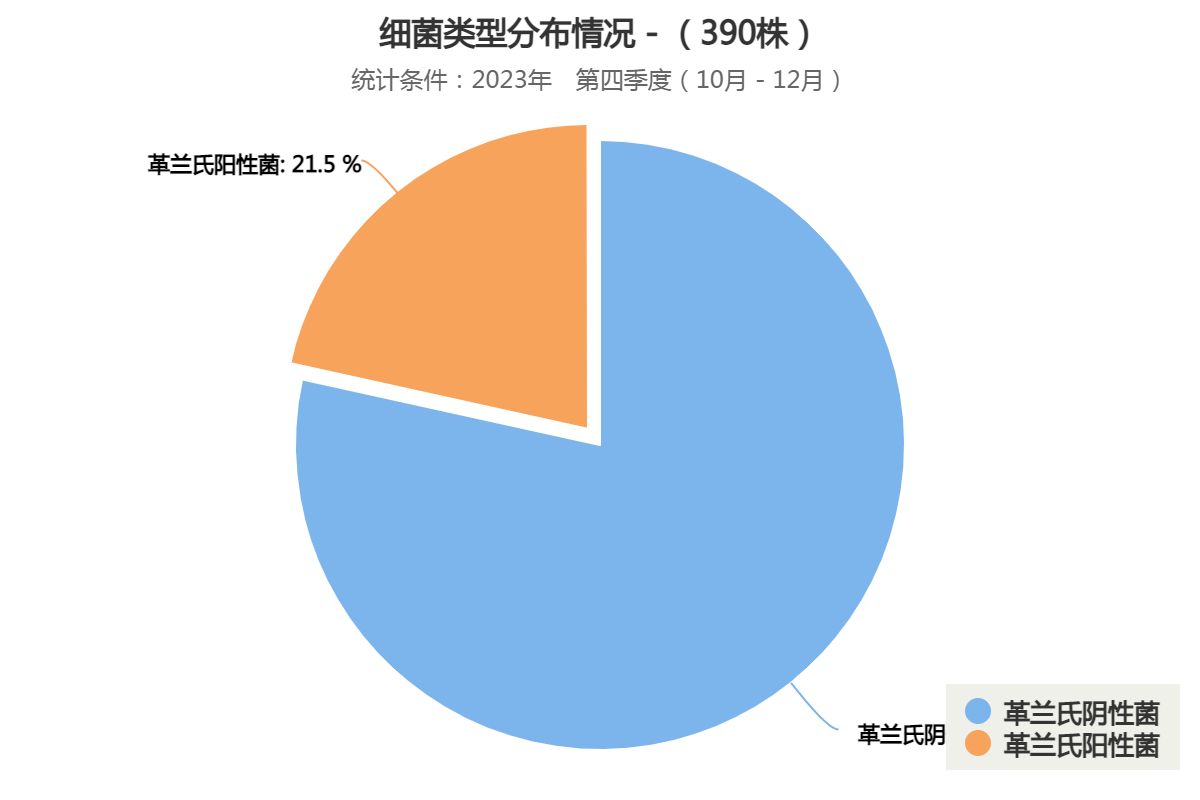 细菌类型分布情况 -（390株）
统计条件：2023年　第四季度（10月 - 12月）
革兰氏阳性菌: 21.5 %
革兰氏阴
革兰氏阴性菌
革兰氏阳性菌